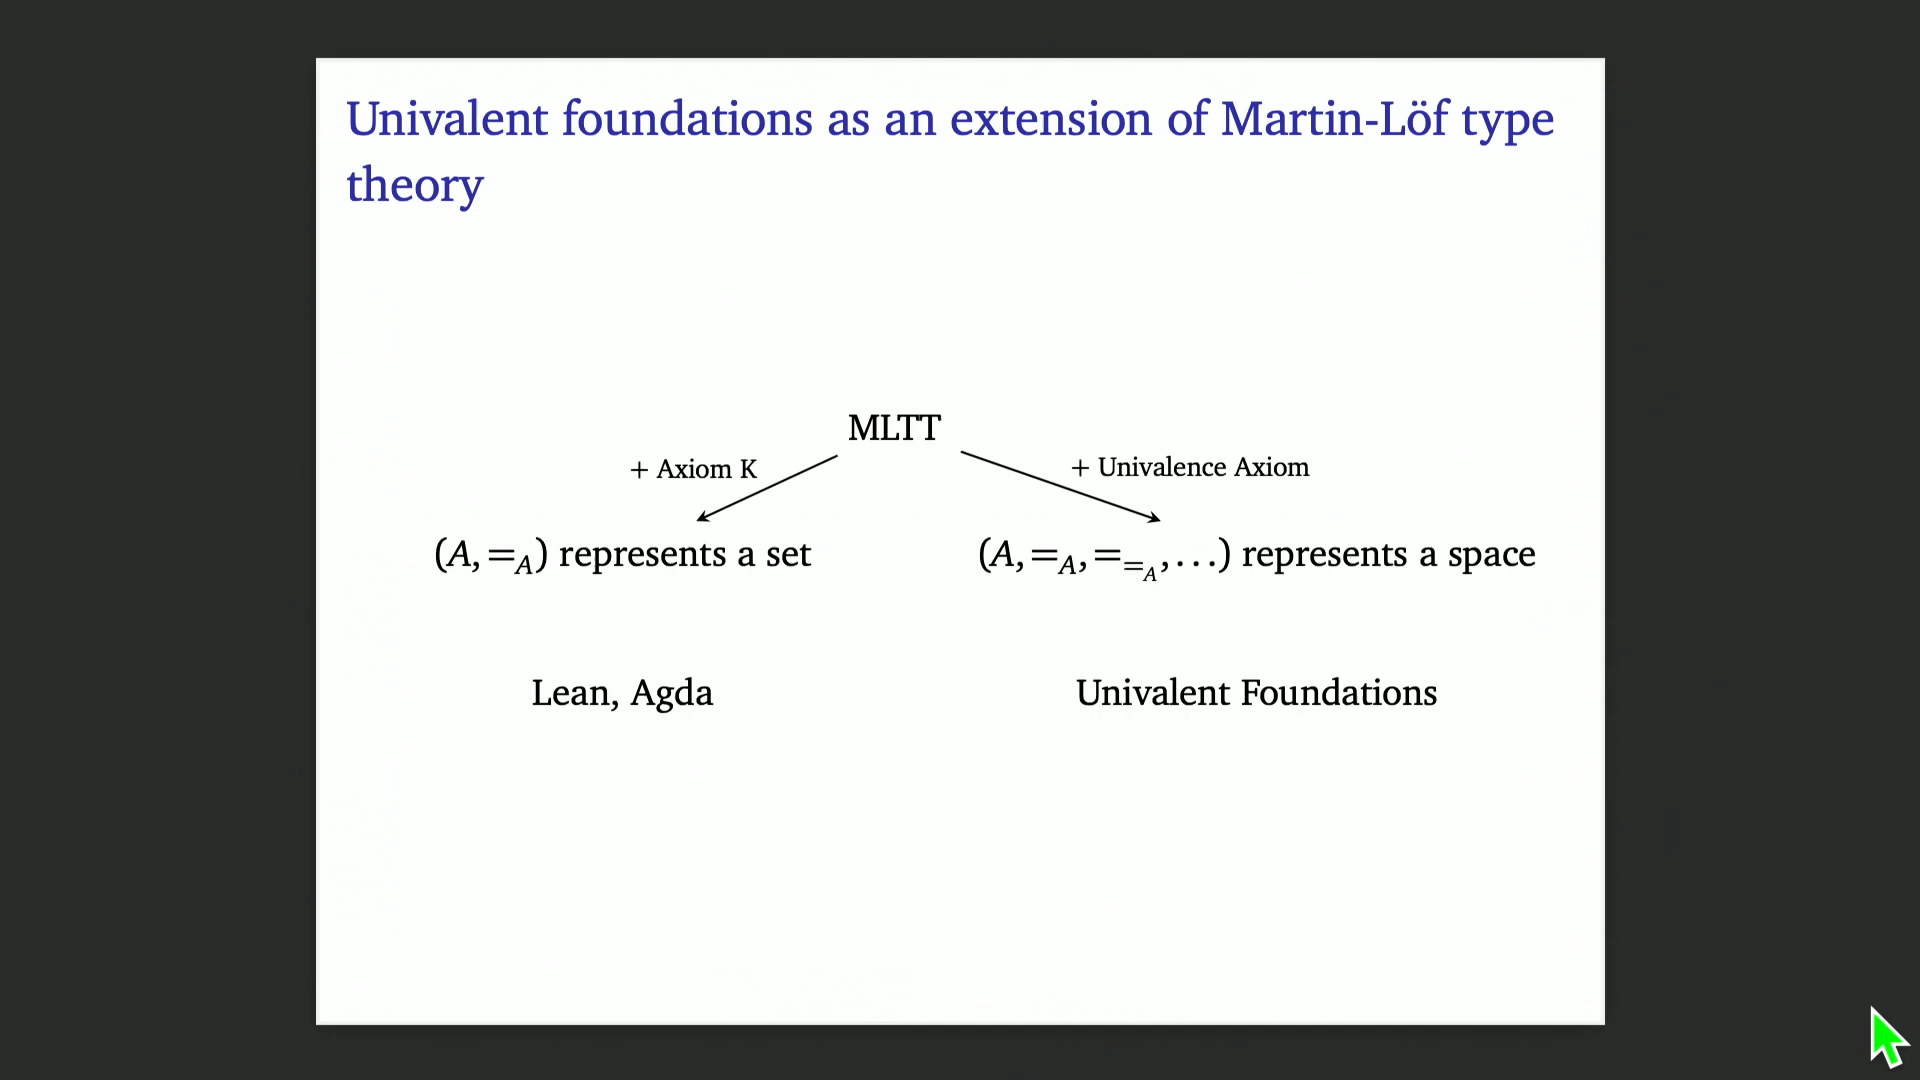 Univalent foundations as an extension of Martin-Löf type
theory
MLTT
+ Axiom K
+ Univalence Axiom
(A, =_A) represents a set
(A, =_A, =_{=_A}, ...) represents a space
Lean, Agda
Univalent Foundations